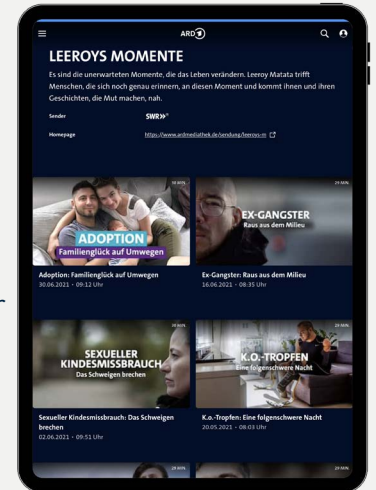 ARD 1
LEEROYS MOMENTE
Es sind die unerwarteten Momente, die das Leben verändern. Leeroy Matata trifft
Menschen, die sich noch genau erinnern, an diesen Moment und kommt ihnen und ihren
Geschichten, die Mut machen, nah.
Sender SWR»
Homepage https://www.ardmediathek.de/sendung/leeroys-m
30 MIN
ADOPTION
Familienglück auf Umwegen
Adoption: Familienglück auf Umwegen
30.06.2021 • 09:12 Uhr
29 MIN
EX-GANGSTER
Raus aus dem Milieu
Ex-Gangster: Raus aus dem Milieu
16.06.2021 • 08:35 Uhr
30 MIN
SEXUELLER
KINDESMISSBRAUCH
Das Schweigen brechen
Sexueller Kindesmissbrauch: Das Schweigen
brechen
02.06.2021 • 09:51 Uhr
29 MIN
K.O.-TROPFEN
Eine folgenschwere Nacht
K.o.-Tropfen: Eine folgenschwere Nacht
20.05.2021 • 08:03 Uhr
29 MIN
29 MIN